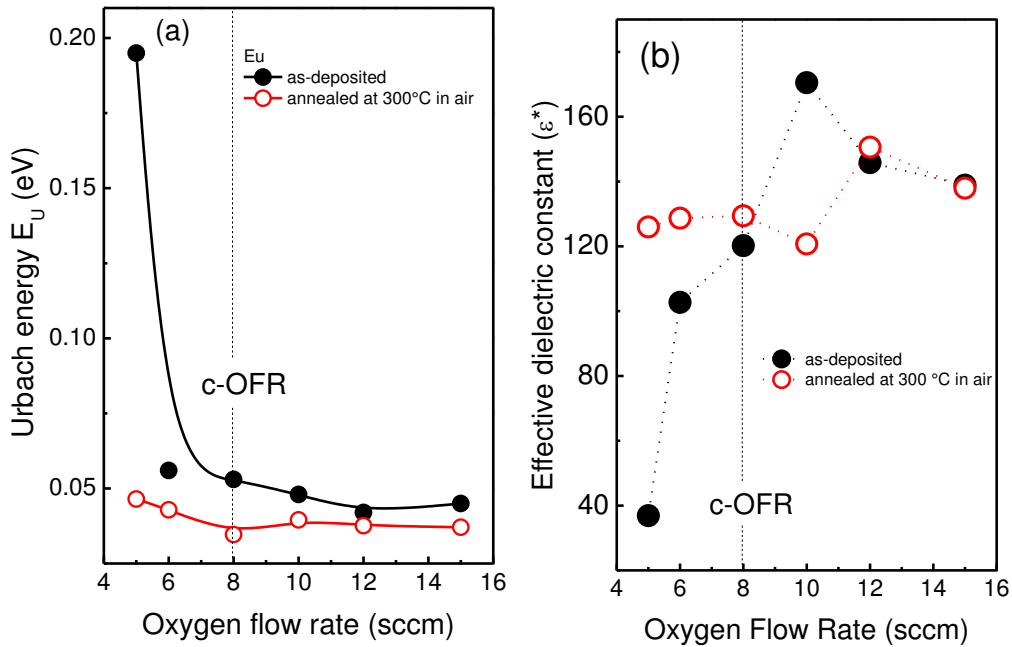 (a)
Eu
as-deposited
annealed at 300°C in air
0.20
0.15
0.10
0.05
Urbach energy E_U (eV)
c-OFR
4 6 8 10 12 14 16
Oxygen flow rate (sccm)
(b)
160
120
80
40
Effective dielectric constant (ε*)
as-deposited
annealed at 300 °C in air
c-OFR
4 6 8 10 12 14 16
Oxygen Flow Rate (sccm)